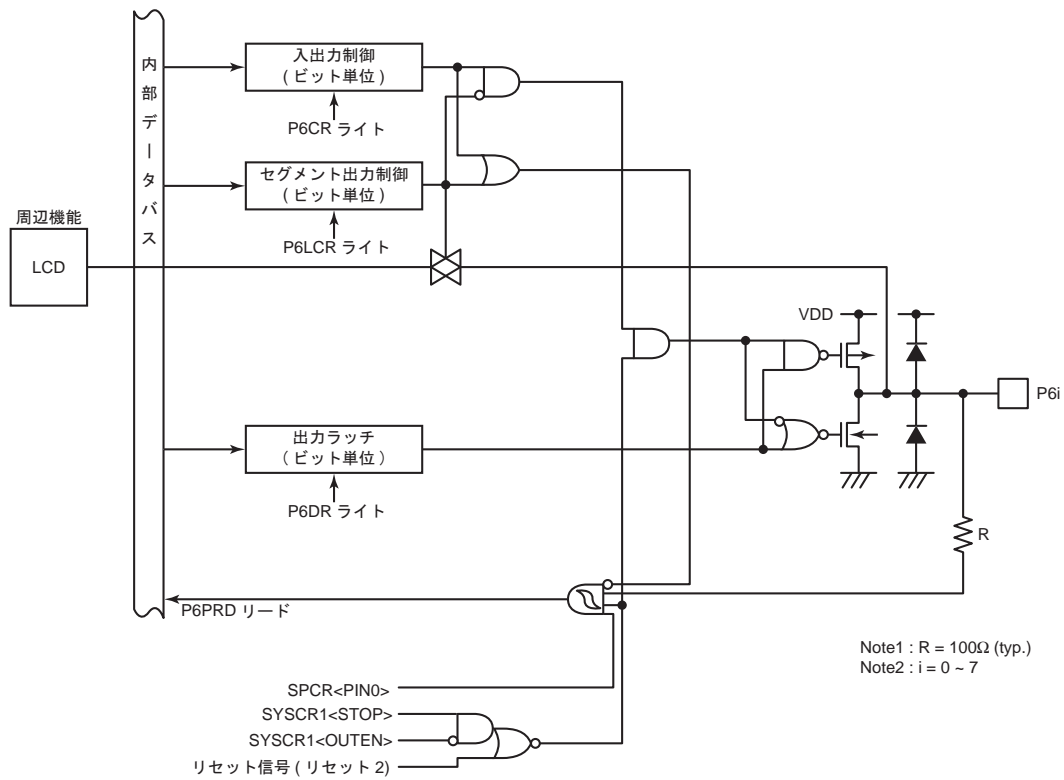 内部データバス
入出力制御
( ビット単位 )
P6CR ライト
セグメント出力制御
( ビット単位 )
P6LCR ライト
周辺機能
LCD
VDD
P6i
出力ラッチ
( ビット単位 )
P6DR ライト
R
P6PRD リード
Note1 : R = 100Ω (typ.)
Note2 : i = 0 ~ 7
SPCR<PIN0>
SYSCR1<STOP>
SYSCR1<OUTEN>
リセット信号 ( リセット 2)